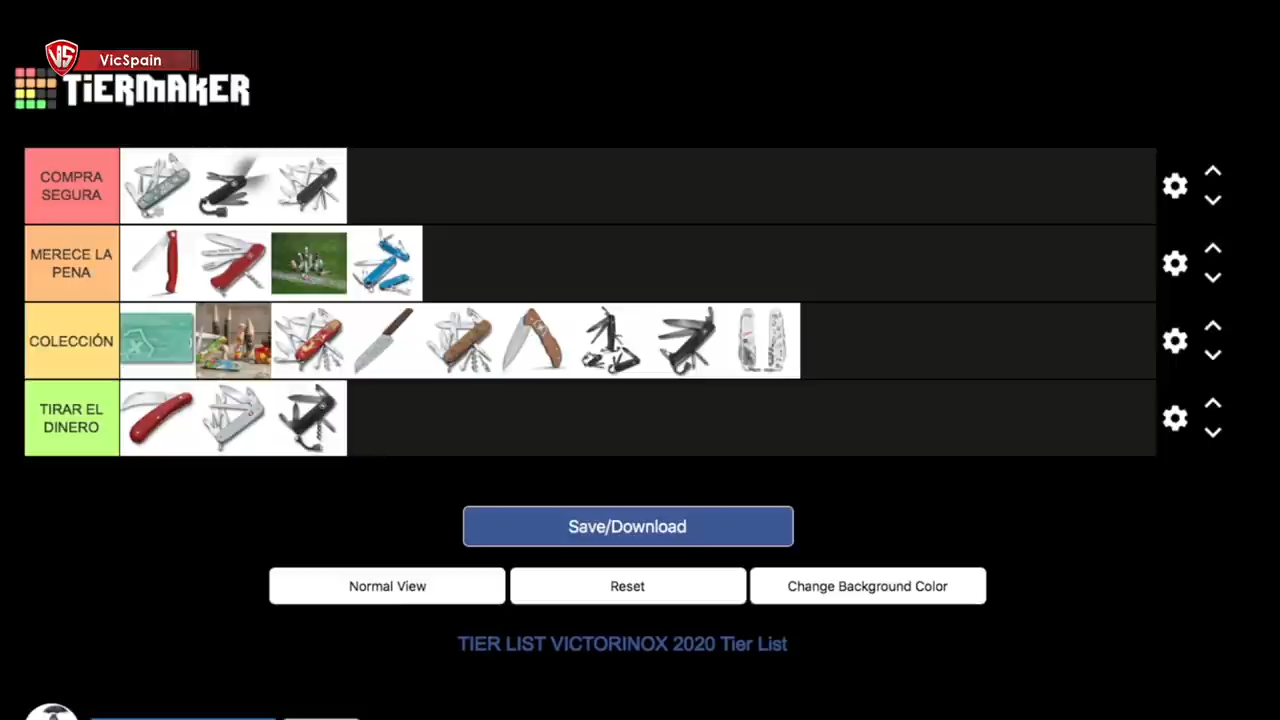 VS VicSpain
TiERMAKER
COMPRA
SEGURA
MERECE LA
PENA
COLECCIÓN
TIRAR EL
DINERO
Save/Download
Normal View
Reset
Change Background Color
TIER LIST VICTORINOX 2020 Tier List